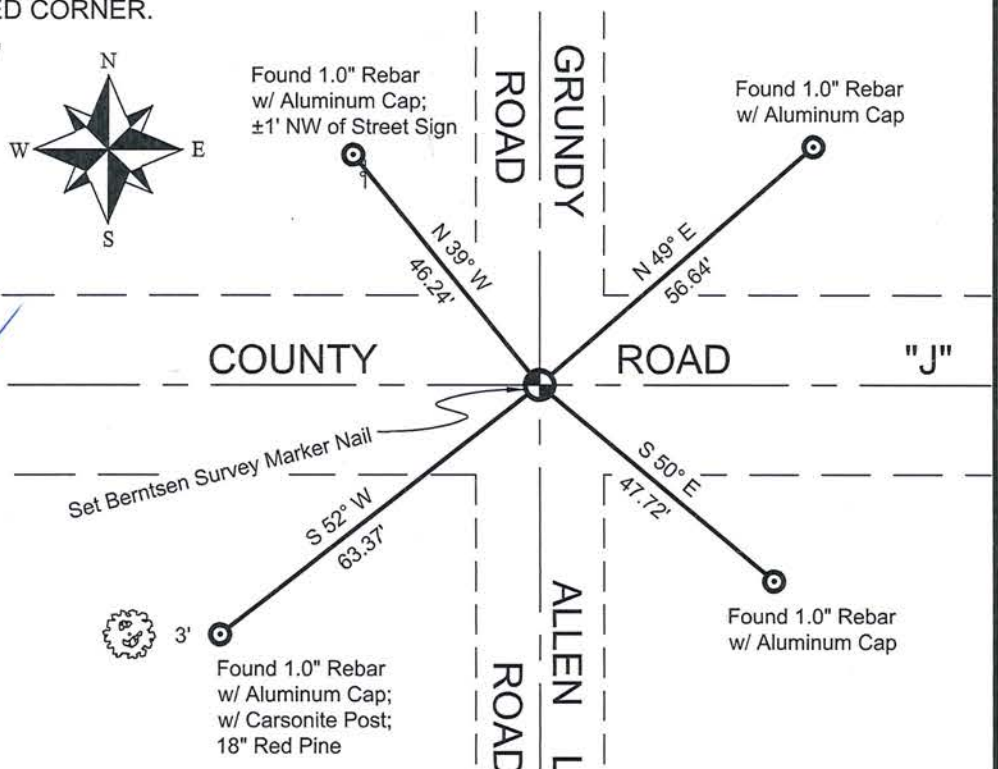 ED CORNER.
N
W
E
S
Found 1.0" Rebar
w/ Aluminum Cap;
±1' NW of Street Sign
GRUNDY
ROAD
Found 1.0" Rebar
w/ Aluminum Cap
N 39° W
46.24'
N 49° E
56.64'
COUNTY ROAD "J"
Set Berntsen Survey Marker Nail
S 52° W
63.37'
S 50° E
47.72'
3'
Found 1.0" Rebar
w/ Aluminum Cap;
w/ Carsonite Post;
18" Red Pine
ALLEN L
ROAD
Found 1.0" Rebar
w/ Aluminum Cap